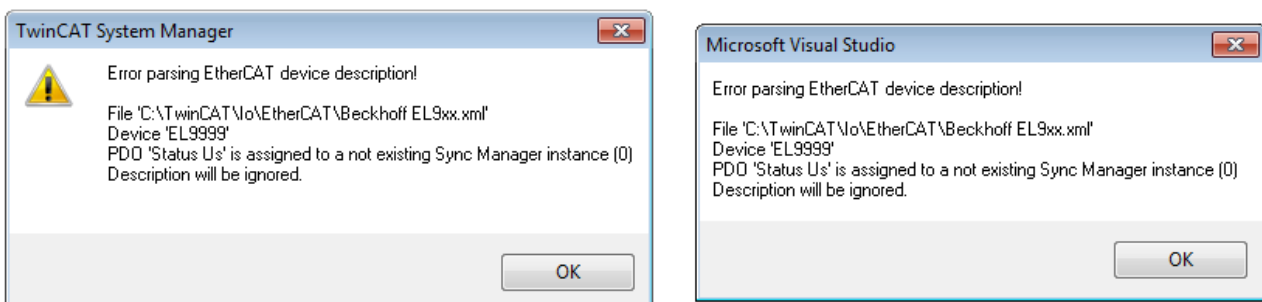 TwinCAT System Manager
Error parsing EtherCAT device description!
File 'C:\TwinCAT\Io\EtherCAT\Beckhoff EL9xx.xml'
Device 'EL9999'
PDO 'Status Us' is assigned to a not existing Sync Manager instance (0)
Description will be ignored.
OK
Microsoft Visual Studio
Error parsing EtherCAT device description!
File 'C:\TwinCAT\Io\EtherCAT\Beckhoff EL9xx.xml'
Device 'EL9999'
PDO 'Status Us' is assigned to a not existing Sync Manager instance (0)
Description will be ignored.
OK